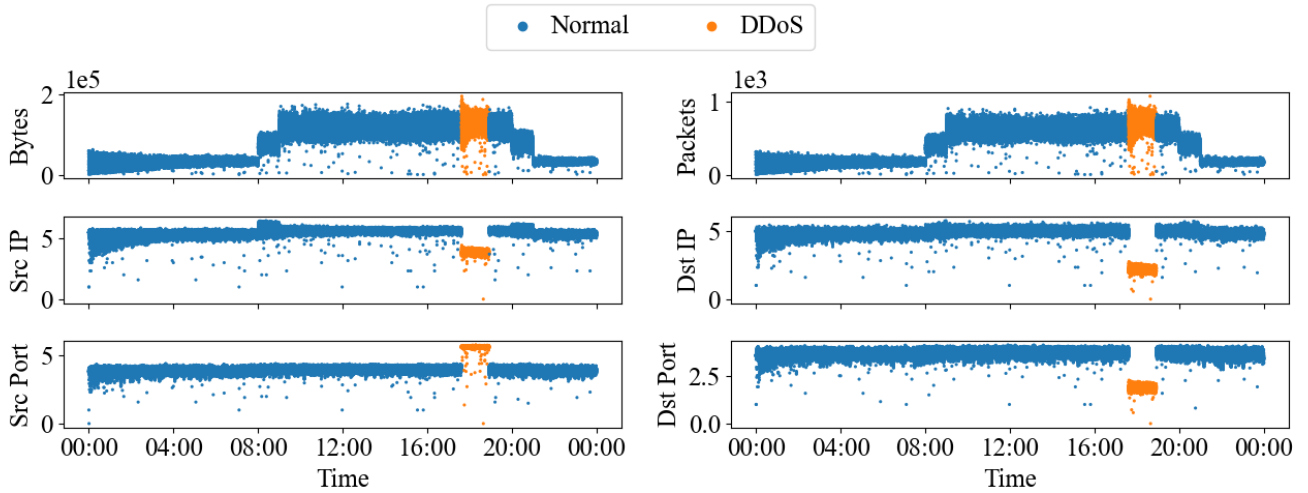 Normal DDoS
1e5
2
0
Bytes
1e3
1
0
Packets
5
0
Src IP
5
0
Dst IP
5
0
Src Port
2.5
0.0
Dst Port
00:00 04:00 08:00 12:00 16:00 20:00 00:00
Time
00:00 04:00 08:00 12:00 16:00 20:00 00:00
Time